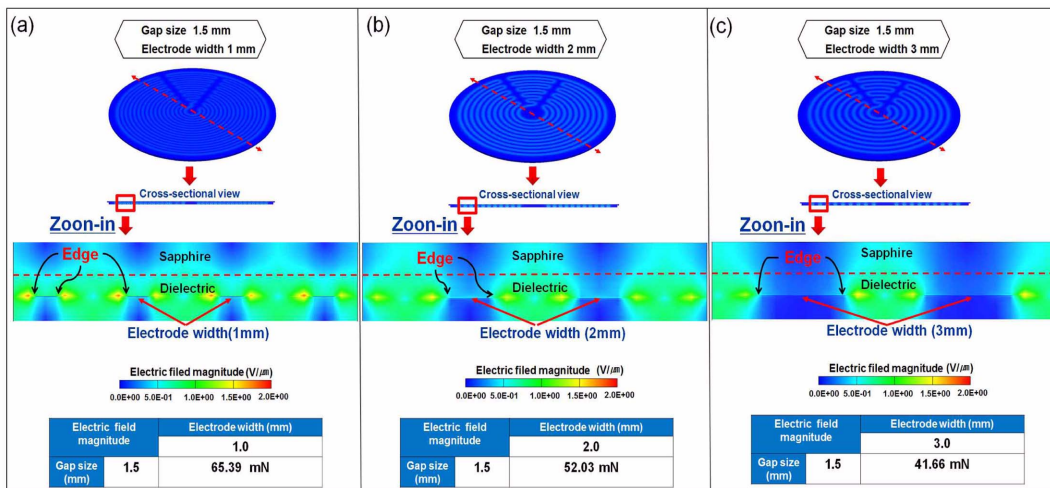 (a)
Gap size 1.5 mm
Electrode width 1 mm
Cross-sectional view
Zoon-in
Edge
Sapphire
Dielectric
Electrode width(1mm)
Electric filed magnitude (V/㎛)
0.0E+00 5.0E-01 1.0E+00 1.5E+00 2.0E+00
Electric field magnitude
Electrode width (mm)
1.0
Gap size (mm)
1.5
65.39 mN
(b)
Gap size 1.5 mm
Electrode width 2 mm
Cross-sectional view
Zoon-in
Edge
Sapphire
Dielectric
Electrode width (2mm)
Electric filed magnitude (V/㎛)
0.0E+00 5.0E-01 1.0E+00 1.5E+00 2.0E+00
Electric field magnitude
Electrode width (mm)
2.0
Gap size (mm)
1.5
52.03 mN
(c)
Gap size 1.5 mm
Electrode width 3 mm
Cross-sectional view
Zoon-in
Edge
Sapphire
Dielectric
Electrode width (3mm)
Electric filed magnitude (V/㎛)
0.0E+00 5.0E-01 1.0E+00 1.5E+00 2.0E+00
Electric field magnitude
Electrode width (mm)
3.0
Gap size (mm)
1.5
41.66 mN